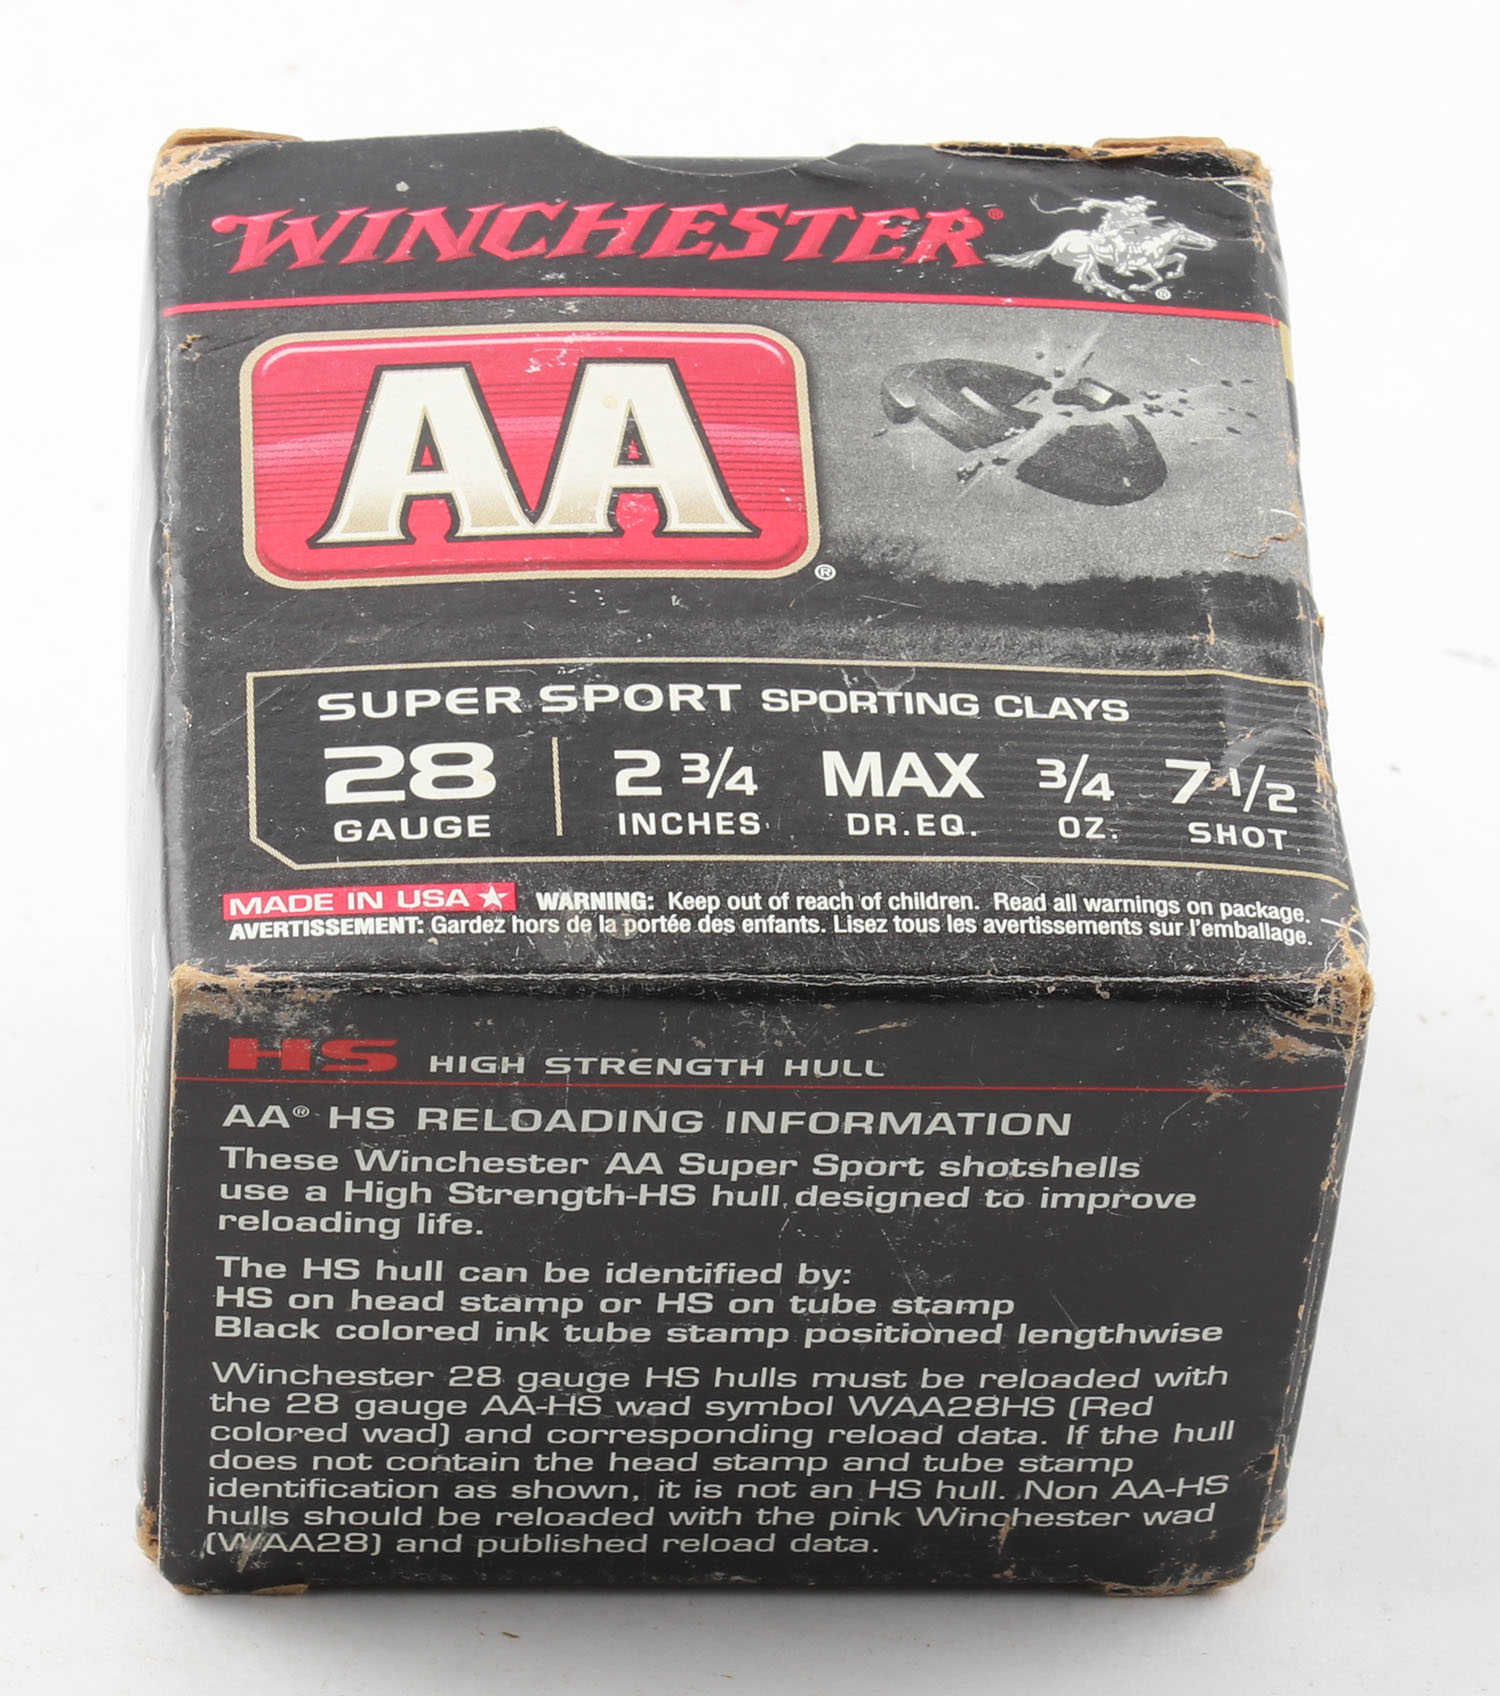 WINCHESTER®
®
AA
®
SUPER SPORT SPORTING CLAYS
28 2 3/4 MAX 3/4 7 1/2
GAUGE INCHES DR.EQ. OZ. SHOT
MADE IN USA ★ WARNING: Keep out of reach of children. Read all warnings on package.
AVERTISSEMENT: Gardez hors de la portée des enfants. Lisez tous les avertissements sur l'emballage.
HS HIGH STRENGTH HULL
AA® HS RELOADING INFORMATION
These Winchester AA Super Sport shotshells
use a High Strength-HS hull designed to improve
reloading life.
The HS hull can be identified by:
HS on head stamp or HS on tube stamp
Black colored ink tube stamp positioned lengthwise
Winchester 28 gauge HS hulls must be reloaded with
the 28 gauge AA-HS wad symbol WAA28HS (Red
colored wad) and corresponding reload data. If the hull
does not contain the head stamp and tube stamp
identification as shown, it is not an HS hull. Non AA-HS
hulls should be reloaded with the pink Winchester wad
(WAA28) and published reload data.